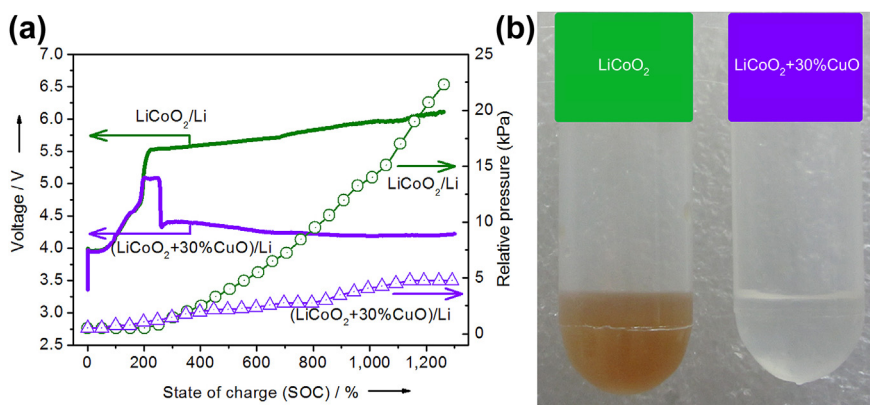 (a)
7.0
6.5
6.0
5.5
5.0
4.5
4.0
3.5
3.0
2.5
Voltage / V
LiCoO2/Li
(LiCoO2+30%CuO)/Li
LiCoO2/Li
(LiCoO2+30%CuO)/Li
25
20
15
10
5
0
Relative pressure (kPa)
0
200
400
600
800
1,000
1,200
State of charge (SOC) / %
(b)
LiCoO2
LiCoO2+30%CuO